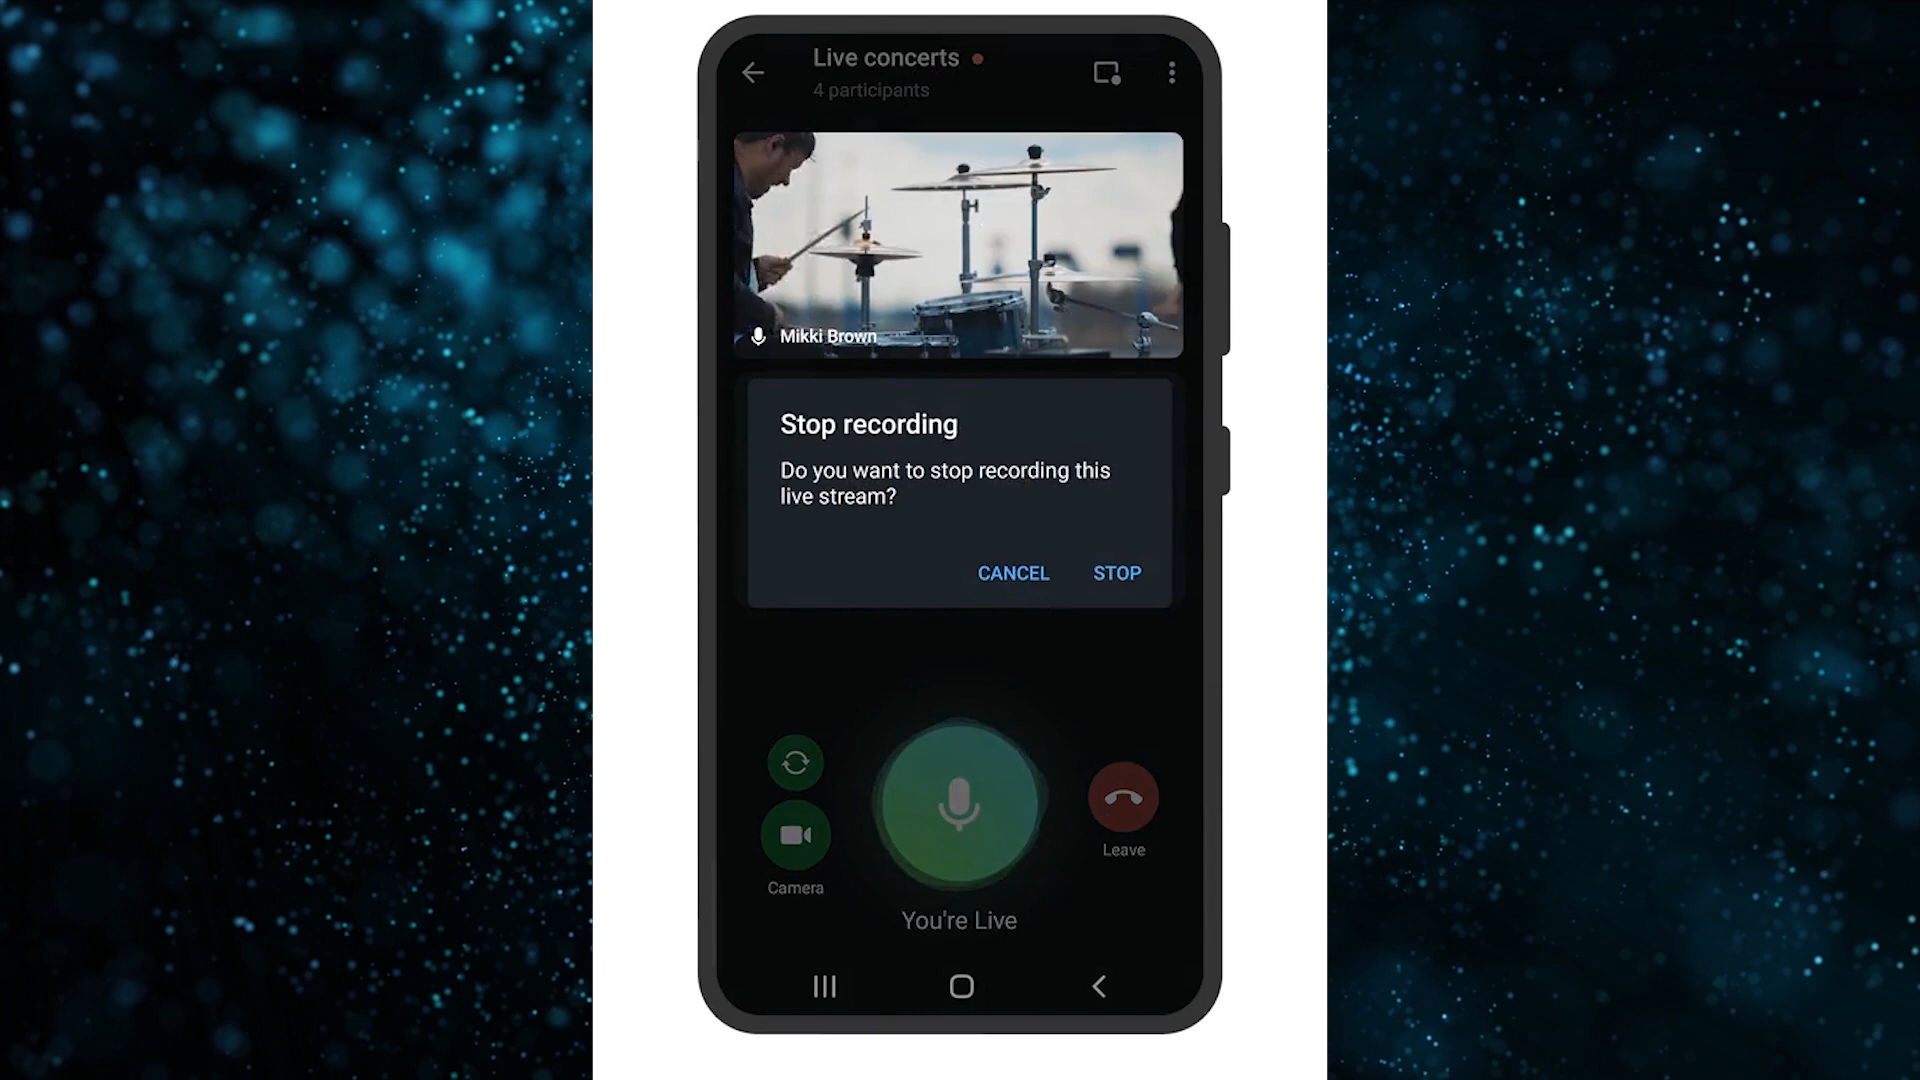 Live concerts
4 participants
Mikki Brown
Stop recording
Do you want to stop recording this
live stream?
CANCEL STOP
Camera
Leave
You're Live